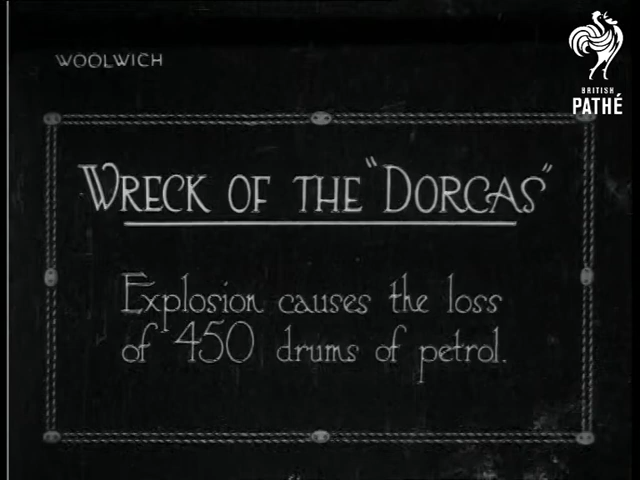 WOOLWICH
BRITISH
PATHÉ
WRECK OF THE "DORCAS"
Explosion causes the loss
of 450 drums of petrol.